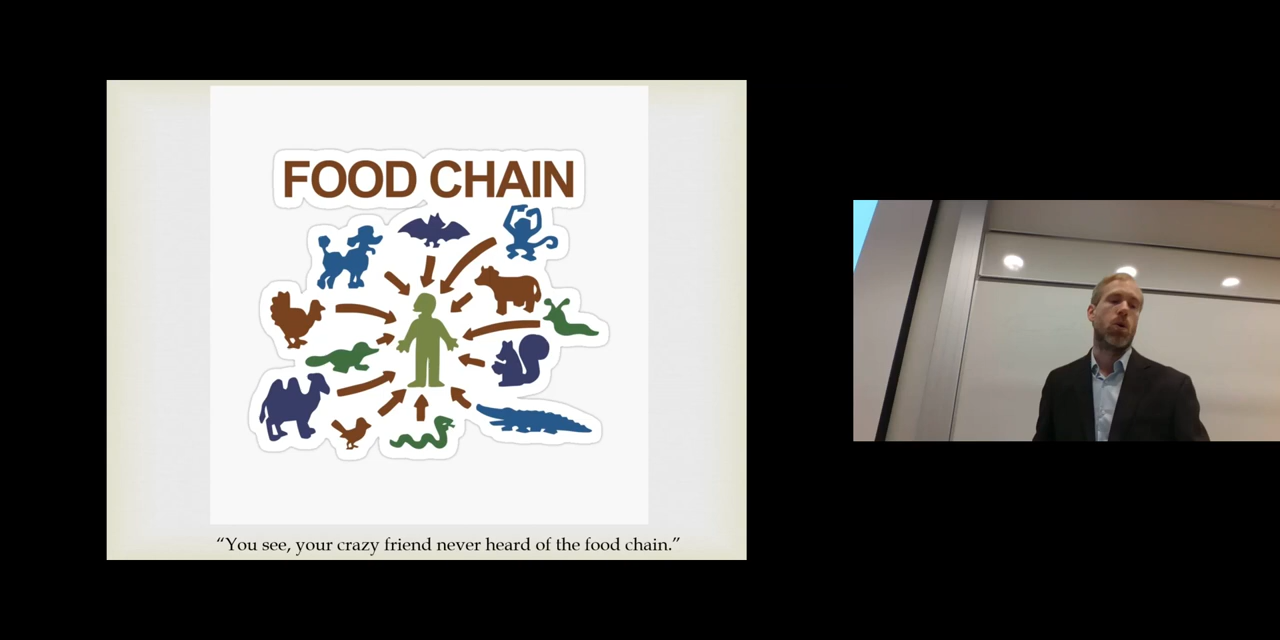 FOOD CHAIN
“You see, your crazy friend never heard of the food chain.”